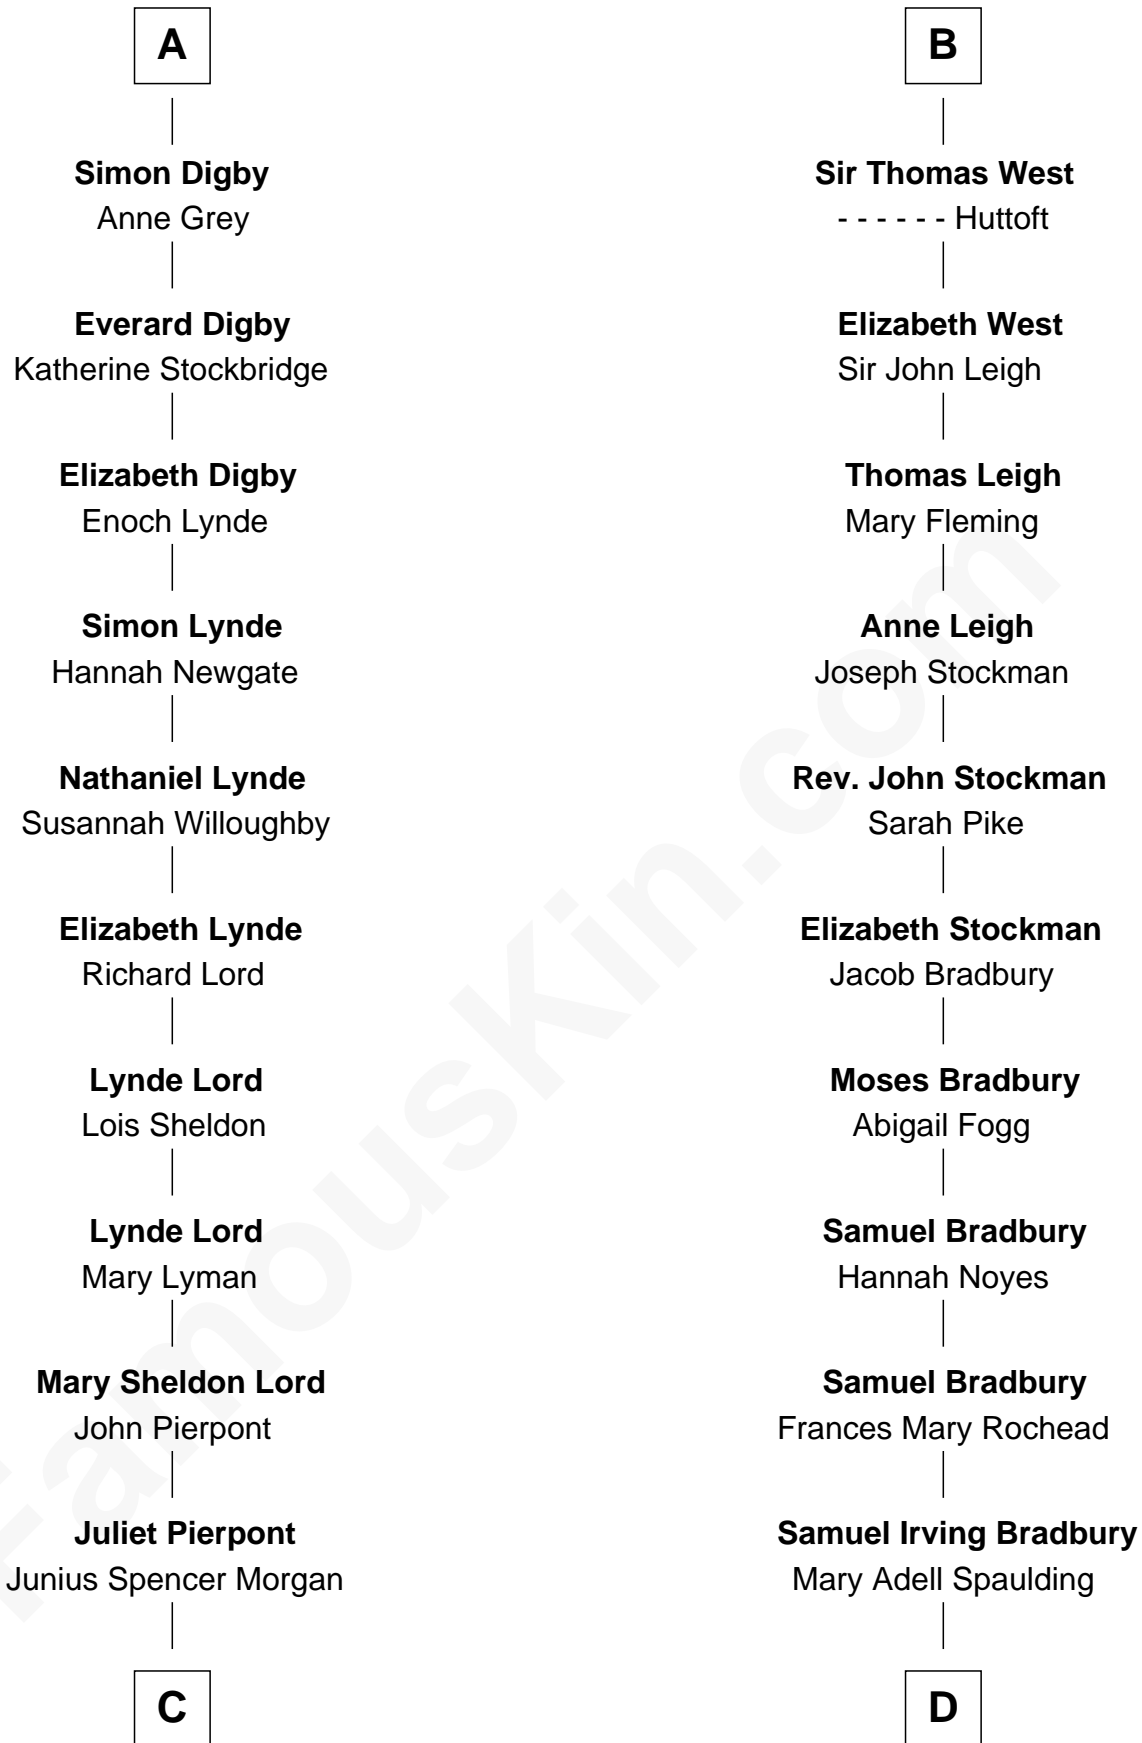 A
Simon Digby
Anne Grey
Everard Digby
Katherine Stockbridge
Elizabeth Digby
Enoch Lynde
Simon Lynde
Hannah Newgate
Nathaniel Lynde
Susannah Willoughby
Elizabeth Lynde
Richard Lord
Lynde Lord
Lois Sheldon
Lynde Lord
Mary Lyman
Mary Sheldon Lord
John Pierpont
Juliet Pierpont
Junius Spencer Morgan
C
B
Sir Thomas West
- - - - - - Huttoft
Elizabeth West
Sir John Leigh
Thomas Leigh
Mary Fleming
Anne Leigh
Joseph Stockman
Rev. John Stockman
Sarah Pike
Elizabeth Stockman
Jacob Bradbury
Moses Bradbury
Abigail Fogg
Samuel Bradbury
Hannah Noyes
Samuel Bradbury
Frances Mary Rochead
Samuel Irving Bradbury
Mary Adell Spaulding
D
FamousKin.com